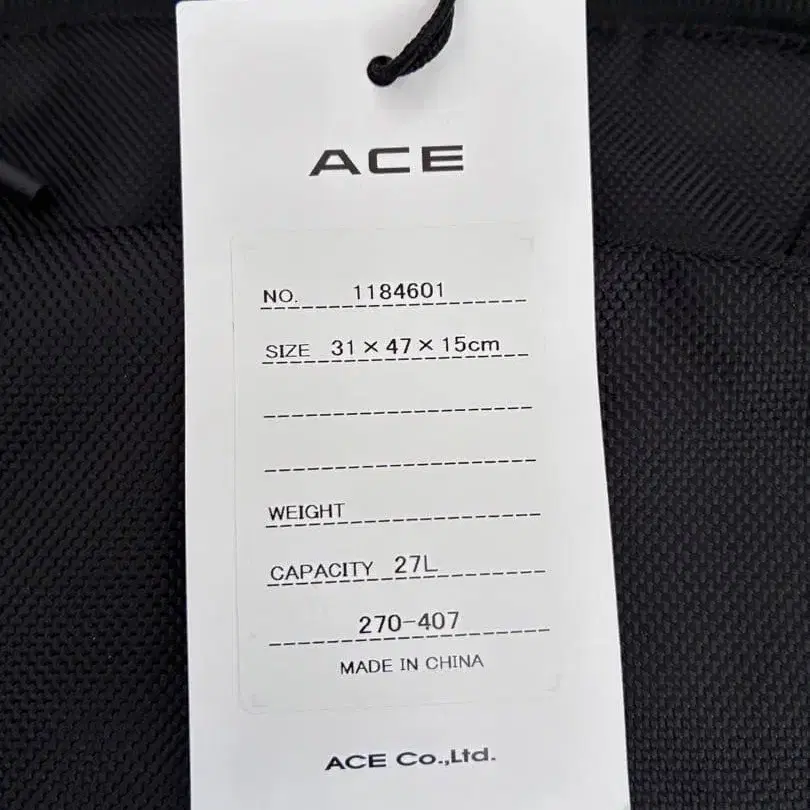 ACE
NO. 1184601
SIZE 31×47×15cm
WEIGHT
CAPACITY 27L
270-407
MADE IN CHINA
ACE Co.,Ltd.